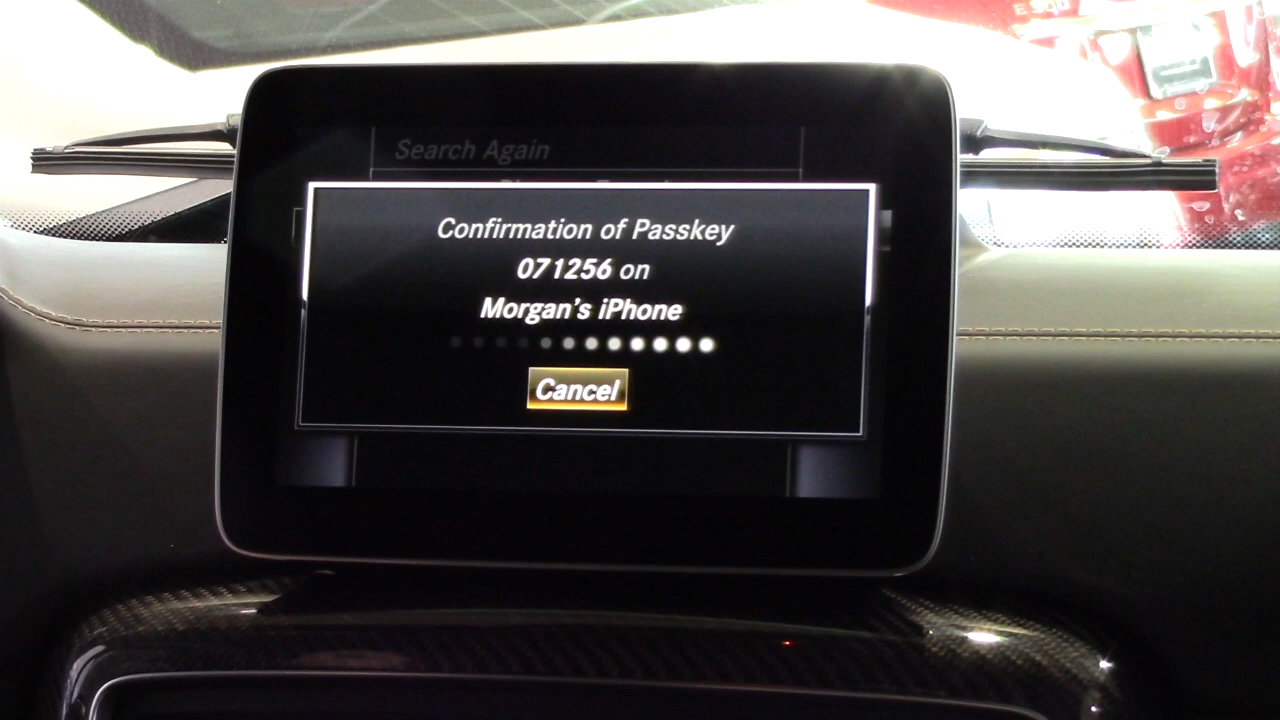 Search Again
Confirmation of Passkey
071256 on
Morgan's iPhone
Cancel